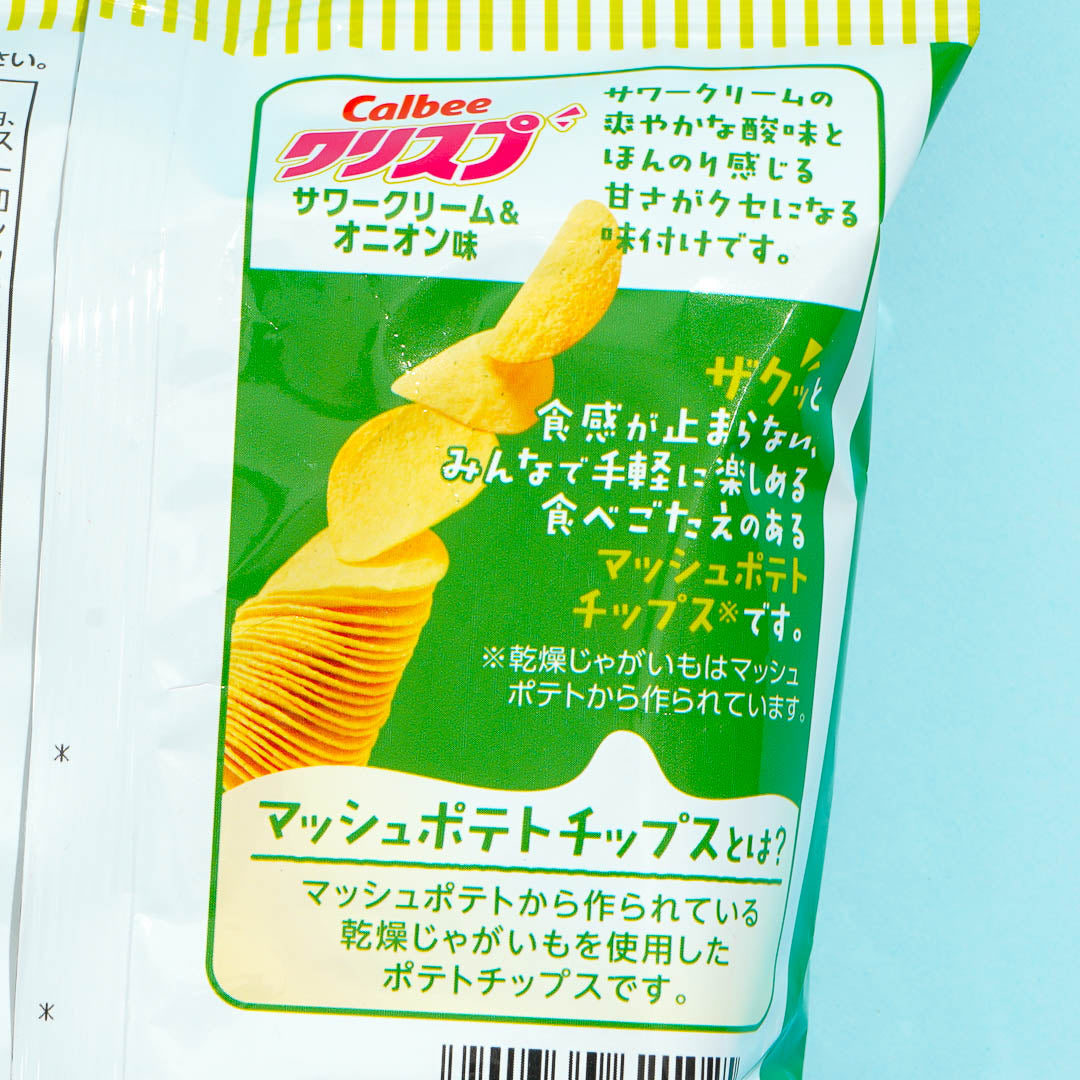 さい。
Calbee
クリスプ
サワークリーム&
オニオン味
サワークリームの
爽やかな酸味と
ほんのり感じる
甘さがクセになる
味付けです。
ザクッと
食感が止まらない、
みんなで手軽に楽しめる
食べごたえのある
マッシュポテト
チップス※です。
※乾燥じゃがいもはマッシュ
ポテトから作られています。
マッシュポテトチップスとは?
マッシュポテトから作られている
乾燥じゃがいもを使用した
ポテトチップスです。